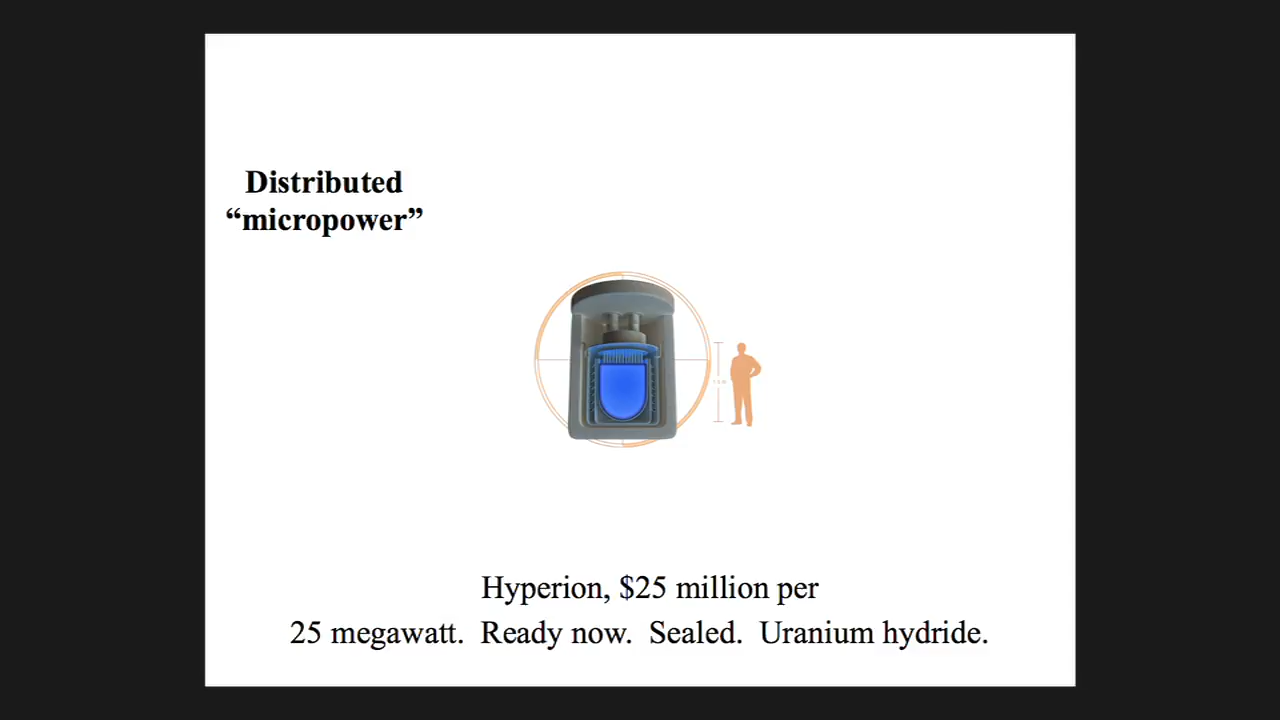 Distributed
“micropower”
Hyperion, $25 million per
25 megawatt.  Ready now.  Sealed.  Uranium hydride.